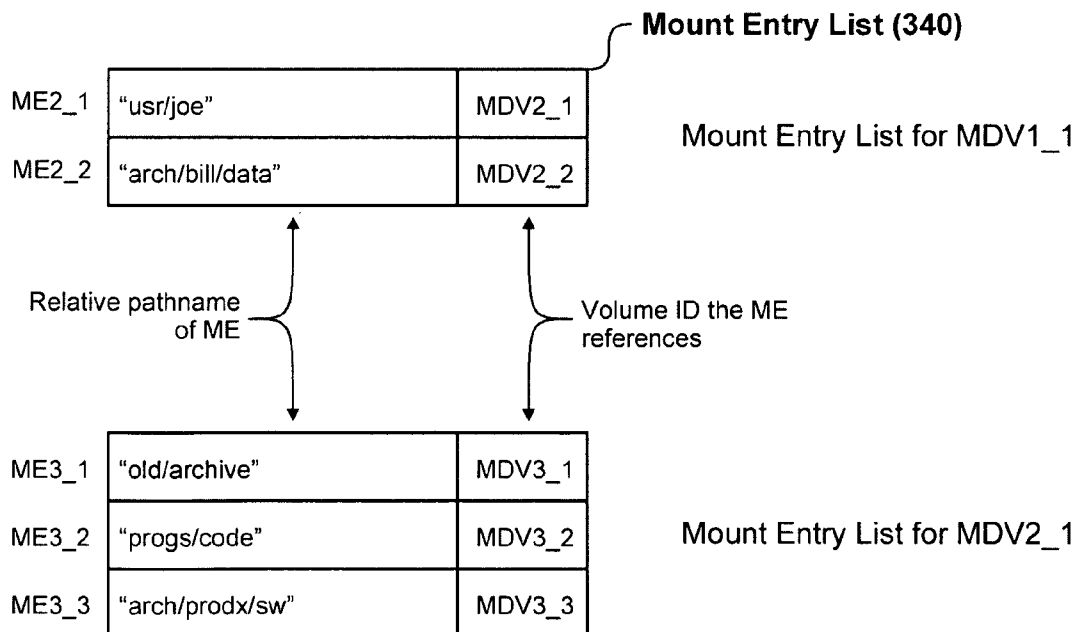 Mount Entry List (340)
ME2_1 "usr/joe" MDV2_1
ME2_2 "arch/bill/data" MDV2_2
Mount Entry List for MDV1_1
Relative pathname
of ME
Volume ID the ME
references
ME3_1 "old/archive" MDV3_1
ME3_2 "progs/code" MDV3_2
ME3_3 "arch/prodx/sw" MDV3_3
Mount Entry List for MDV2_1